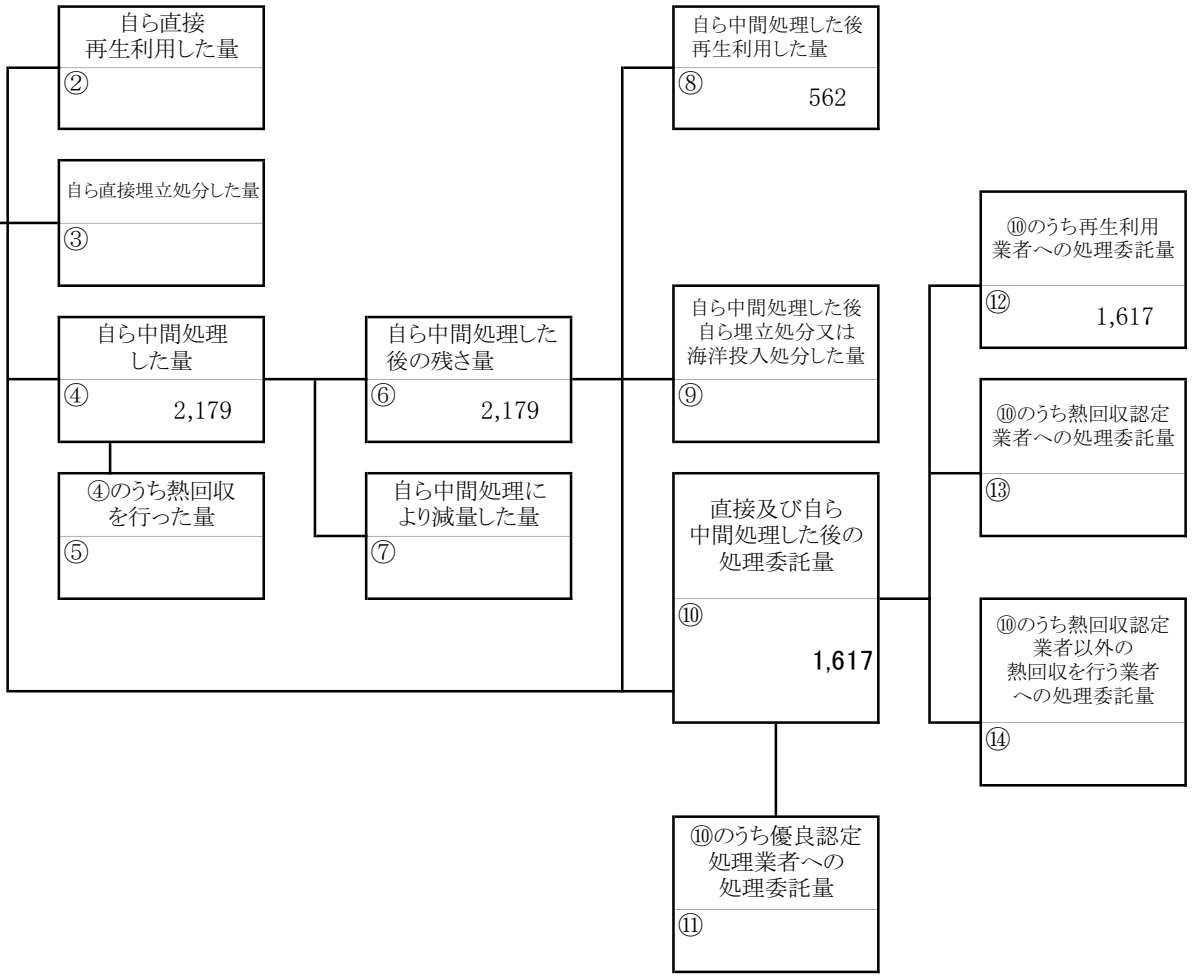 自ら直接
再生利用した量
②
自ら直接埋立処分した量
③
自ら中間処理
した量
④
2,179
④のうち熱回収
を行った量
⑤
自ら中間処理した
後の残さ量
⑥
2,179
自ら中間処理に
より減量した量
⑦
自ら中間処理した後
再生利用した量
⑧
562
自ら中間処理した後
自ら埋立処分又は
海洋投入処分した量
⑨
直接及び自ら
中間処理した後の
処理委託量
⑩
1,617
⑩のうち優良認定
処理業者への
処理委託量
⑪
⑩のうち再生利用
業者への処理委託量
⑫
1,617
⑩のうち熱回収認定
業者への処理委託量
⑬
⑩のうち熱回収認定
業者以外の
熱回収を行う業者
への処理委託量
⑭